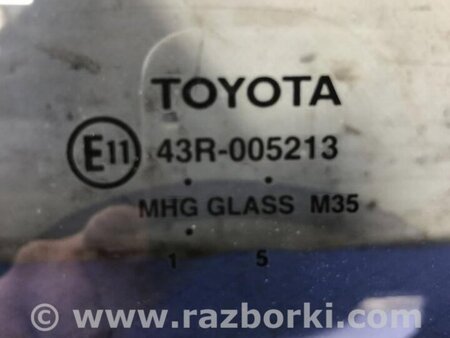 TOYOTA
E11 43R-005213
MHG GLASS M35
1 5
© www.razborki.com